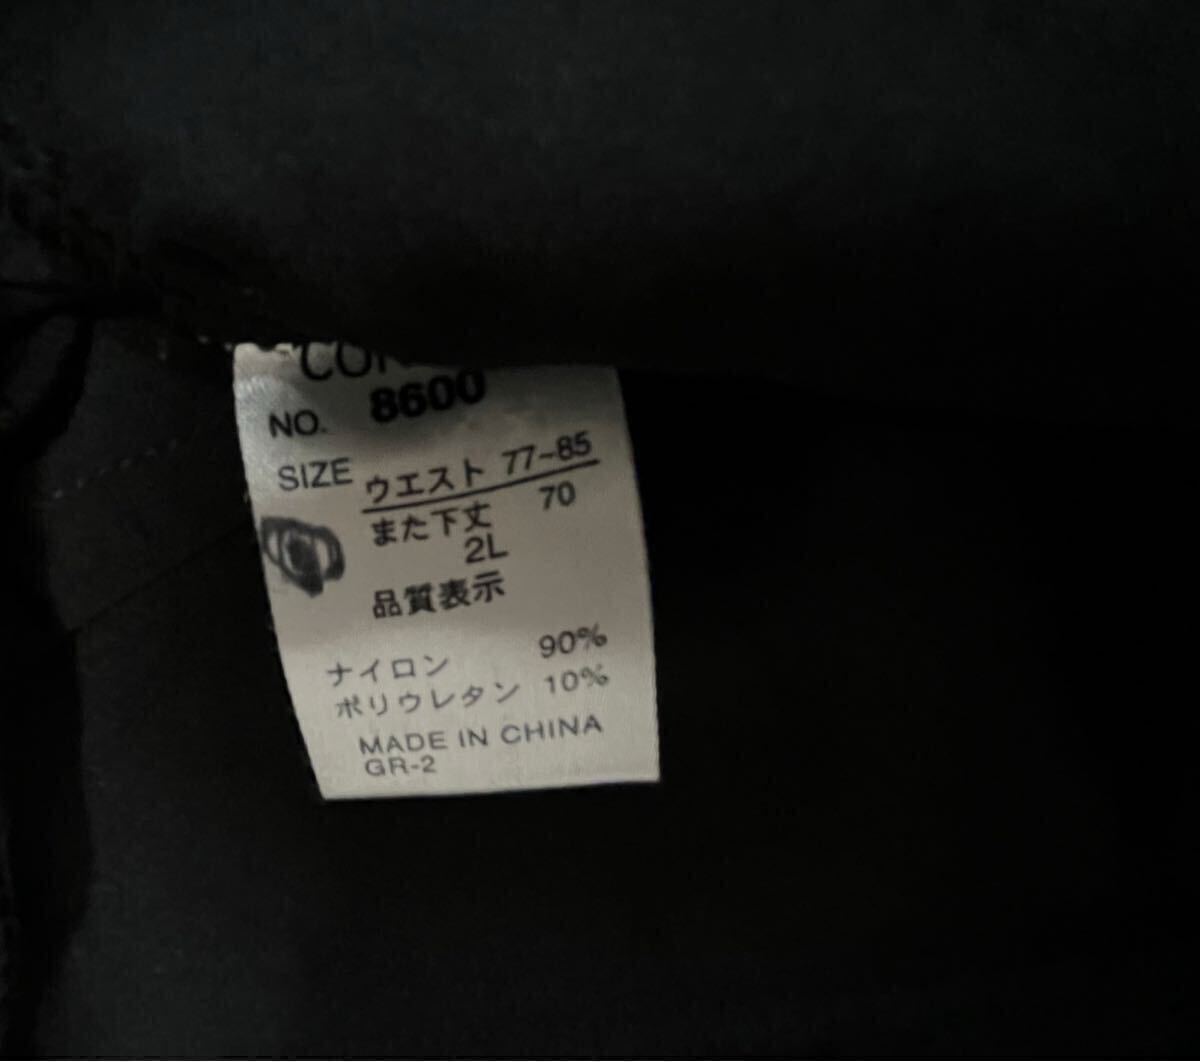 NO. 8600
SIZE ウエスト 77~85
また下丈 70
2L
品質表示
ナイロン 90%
ポリウレタン 10%
MADE IN CHINA
GR-2